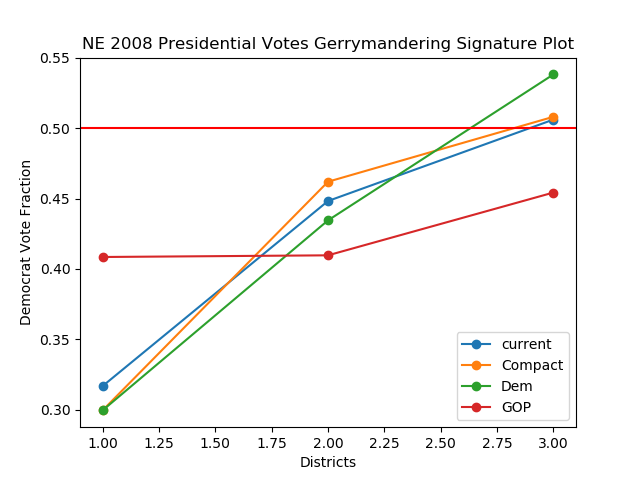 NE 2008 Presidential Votes Gerrymandering Signature Plot
Democrat Vote Fraction
0.55
0.50
0.45
0.40
0.35
0.30
current
Compact
Dem
GOP
1.00 1.25 1.50 1.75 2.00 2.25 2.50 2.75 3.00
Districts